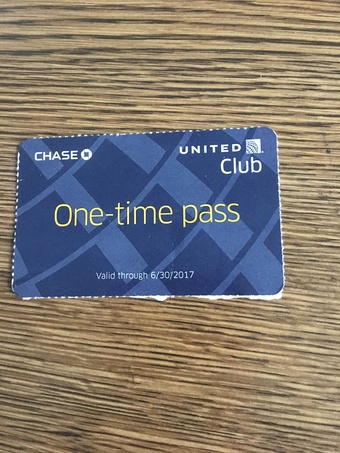 CHASE
UNITED
Club
One-time pass
Valid through 6/30/2017